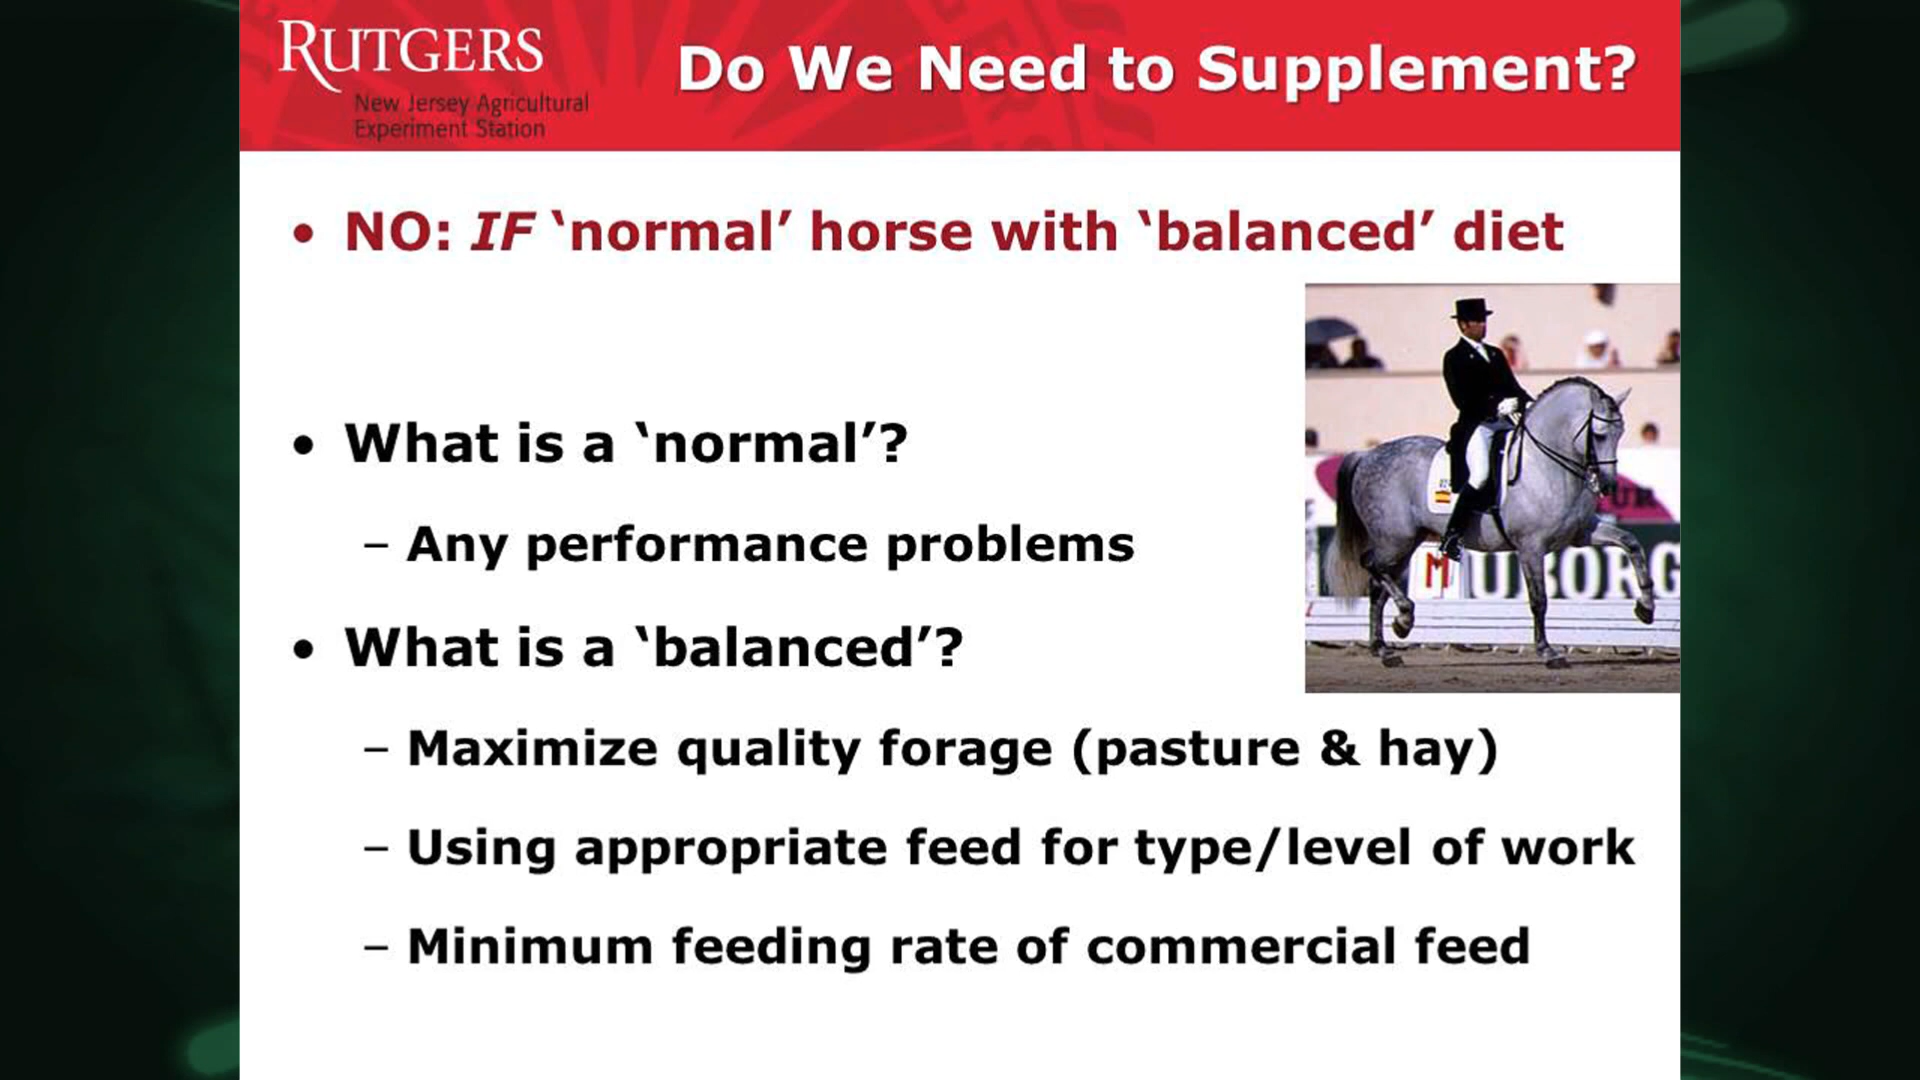 RUTGERS
New Jersey Agricultural
Experiment Station
Do We Need to Supplement?
• NO: IF ‘normal’ horse with ‘balanced’ diet
• What is a ‘normal’?
– Any performance problems
• What is a ‘balanced’?
– Maximize quality forage (pasture & hay)
– Using appropriate feed for type/level of work
– Minimum feeding rate of commercial feed
M